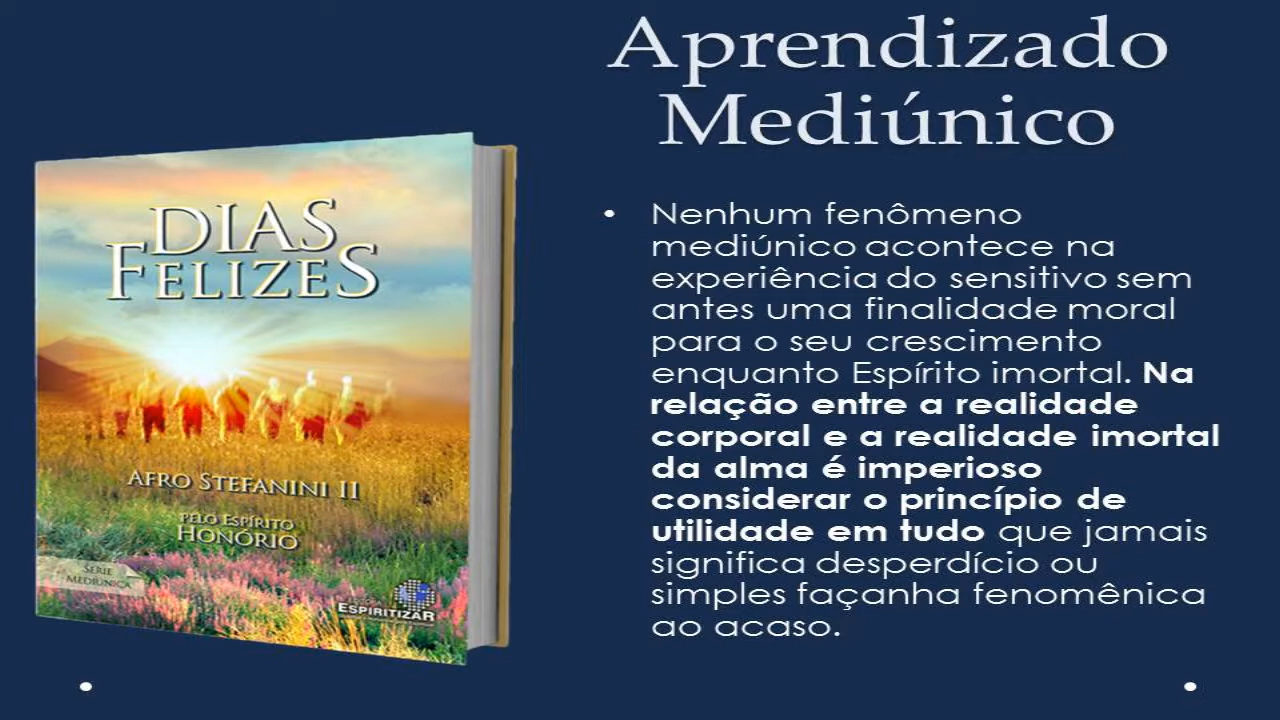 Aprendizado
Mediúnico
DIAS
FELIZES
AFRO STEFANINI II
PELO ESPÍRITO
HONÓRIO
SÉRIE
MEDIÚNICA
ESPIRITIZAR
• Nenhum fenômeno
mediúnico acontece na
experiência do sensitivo sem
antes uma finalidade moral
para o seu crescimento
enquanto Espírito imortal. Na
relação entre a realidade
corporal e a realidade imortal
da alma é imperioso
considerar o princípio de
utilidade em tudo que jamais
significa desperdício ou
simples façanha fenomênica
ao acaso.